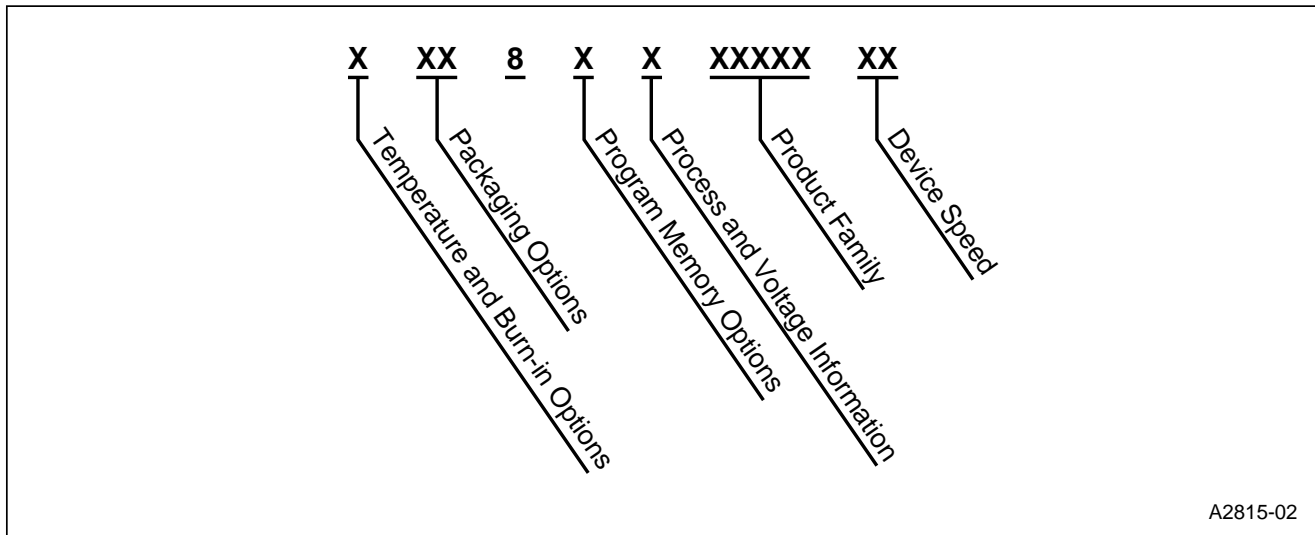 X XX 8 X X XXXXX XX
Temperature and Burn-in Options
Packaging Options
Program Memory Options
Process and Voltage Information
Product Family
Device Speed
A2815-02